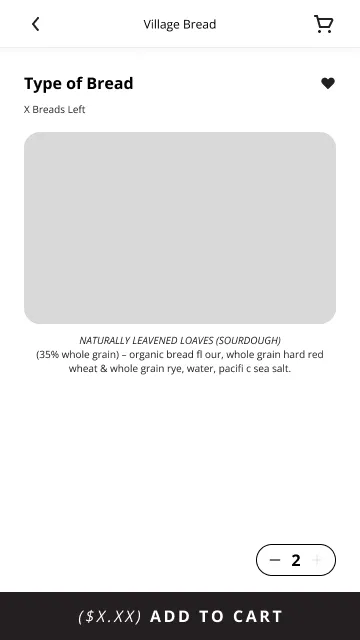 Village Bread
Type of Bread
X Breads Left
NATURALLY LEAVENED LOAVES (SOURDOUGH)
(35% whole grain) – organic bread fl our, whole grain hard red
wheat & whole grain rye, water, pacifi c sea salt.
− 2 +
($X.XX) ADD TO CART